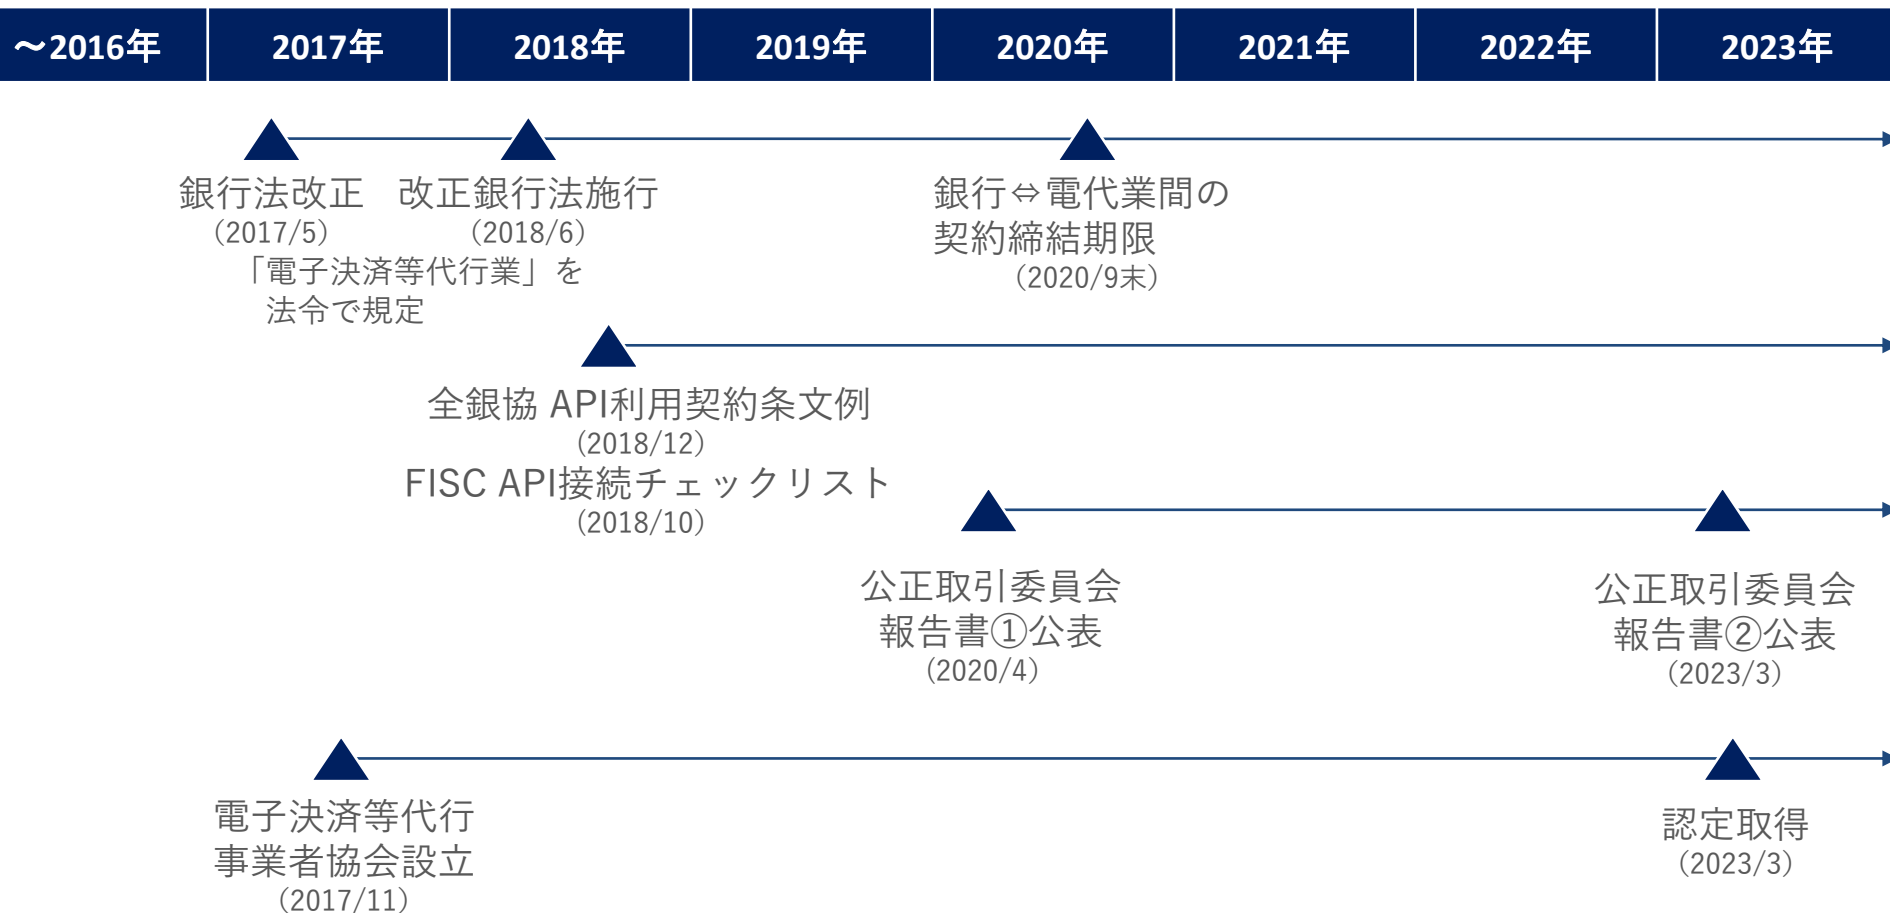 ～2016年
2017年
2018年
2019年
2020年
2021年
2022年
2023年
銀行法改正
（2017/5）
改正銀行法施行
（2018/6）
「電子決済等代行業」を
法令で規定
銀行⇔電代業間の
契約締結期限
（2020/9末）
全銀協 API利用契約条文例
（2018/12）
FISC API接続チェックリスト
（2018/10）
公正取引委員会
報告書①公表
（2020/4）
公正取引委員会
報告書②公表
（2023/3）
電子決済等代行
事業者協会設立
（2017/11）
認定取得
（2023/3）